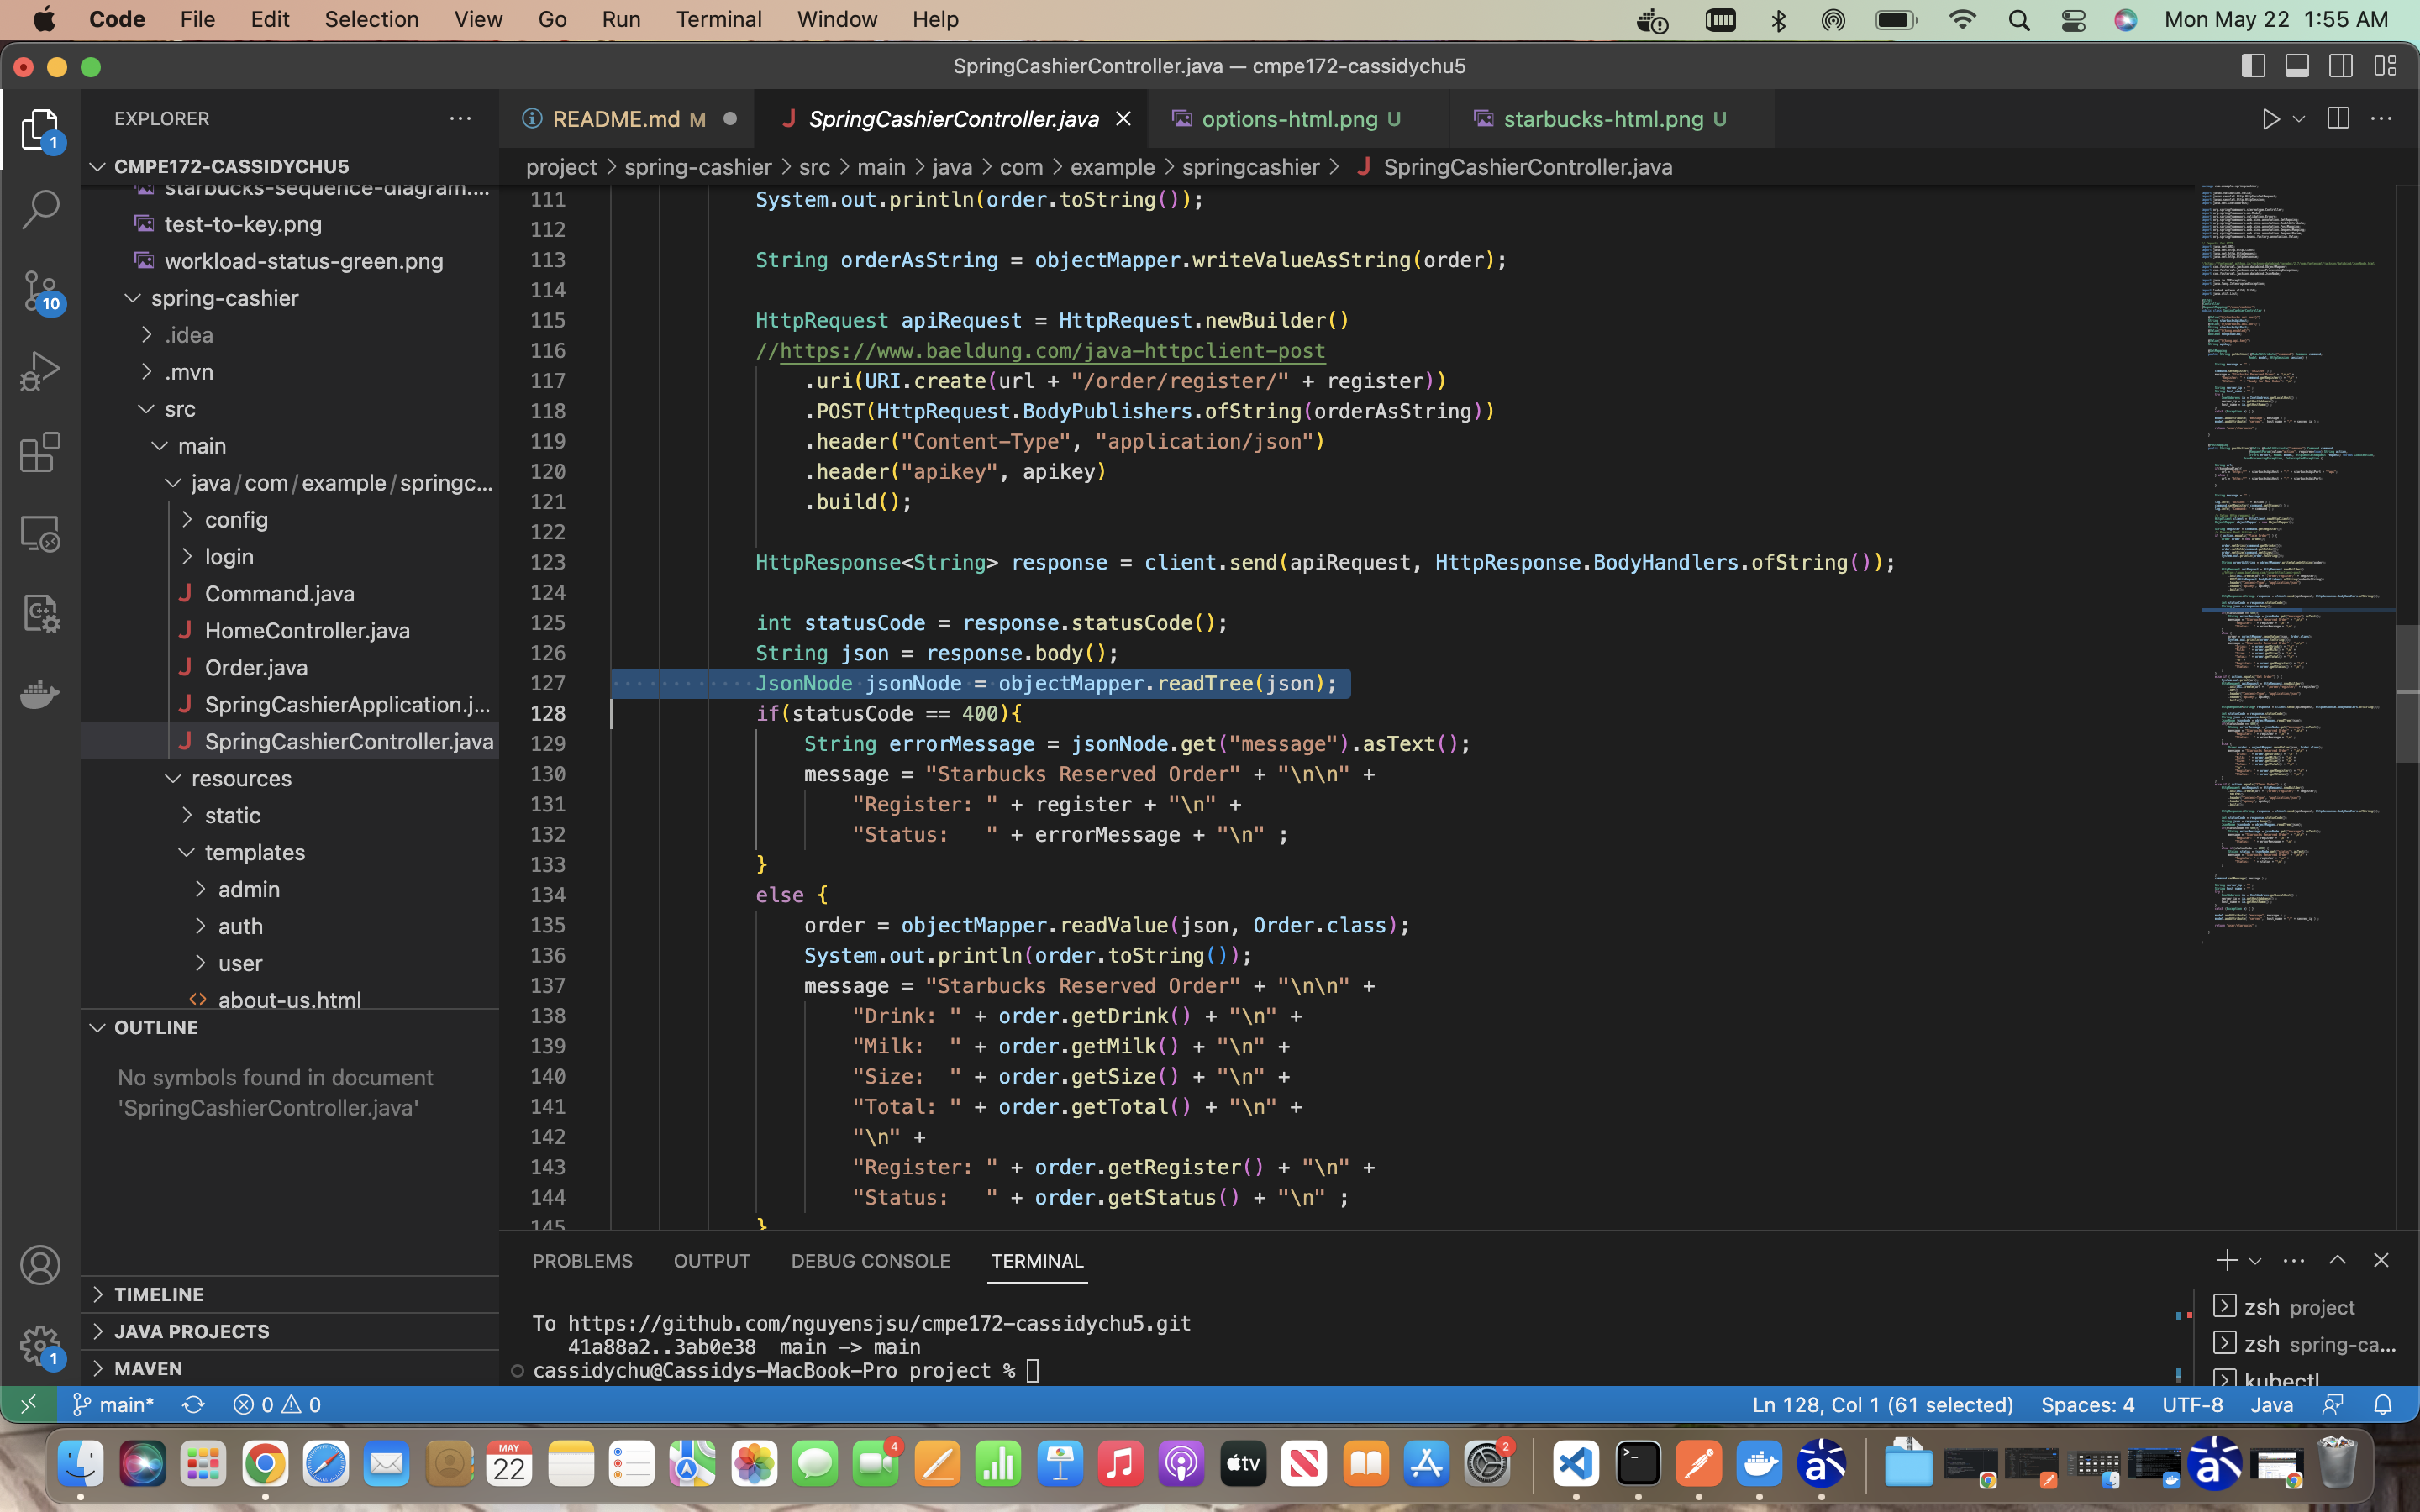 Code File Edit Selection View Go Run Terminal Window Help Mon May 22 1:55 AM
SpringCashierController.java — cmpe172-cassidychu5
EXPLORER
README.md M
SpringCashierController.java
options-html.png U
starbucks-html.png U
project > spring-cashier > src > main > java > com > example > springcashier > SpringCashierController.java
1
10
1
CMPE172-CASSIDYCHU5
starbucks-sequence-diagram....
test-to-key.png
workload-status-green.png
spring-cashier
.idea
.mvn
src
main
java/com/example/springc...
config
login
Command.java
HomeController.java
Order.java
SpringCashierApplication.j...
SpringCashierController.java
resources
static
templates
admin
auth
user
about-us.html
OUTLINE
No symbols found in document
'SpringCashierController.java'
TIMELINE
JAVA PROJECTS
MAVEN
111 System.out.println(order.toString());
112
113 String orderAsString = objectMapper.writeValueAsString(order);
114
115 HttpRequest apiRequest = HttpRequest.newBuilder()
116 //https://www.baeldung.com/java-httpclient-post
117 .uri(URI.create(url + "/order/register/" + register))
118 .POST(HttpRequest.BodyPublishers.ofString(orderAsString))
119 .header("Content-Type", "application/json")
120 .header("apikey", apikey)
121 .build();
122
123 HttpResponse<String> response = client.send(apiRequest, HttpResponse.BodyHandlers.ofString());
124
125 int statusCode = response.statusCode();
126 String json = response.body();
127 JsonNode jsonNode = objectMapper.readTree(json);
128 if(statusCode == 400){
129 String errorMessage = jsonNode.get("message").asText();
130 message = "Starbucks Reserved Order" + "\n\n" +
131 "Register: " + register + "\n" +
132 "Status:   " + errorMessage + "\n" ;
133 }
134 else {
135 order = objectMapper.readValue(json, Order.class);
136 System.out.println(order.toString());
137 message = "Starbucks Reserved Order" + "\n\n" +
138 "Drink: " + order.getDrink() + "\n" +
139 "Milk:  " + order.getMilk() + "\n" +
140 "Size:  " + order.getSize() + "\n" +
141 "Total: " + order.getTotal() + "\n" +
142 "\n" +
143 "Register: " + order.getRegister() + "\n" +
144 "Status:   " + order.getStatus() + "\n" ;
145 }
PROBLEMS OUTPUT DEBUG CONSOLE TERMINAL
To https://github.com/nguyensjsu/cmpe172-cassidychu5.git
41a88a2..3ab0e38  main -> main
cassidychu@Cassidys-MacBook-Pro project %
zsh project
zsh spring-ca...
kubectl
main* 0 0 Ln 128, Col 1 (61 selected) Spaces: 4 UTF-8 Java
MAY
22
4
tv
2